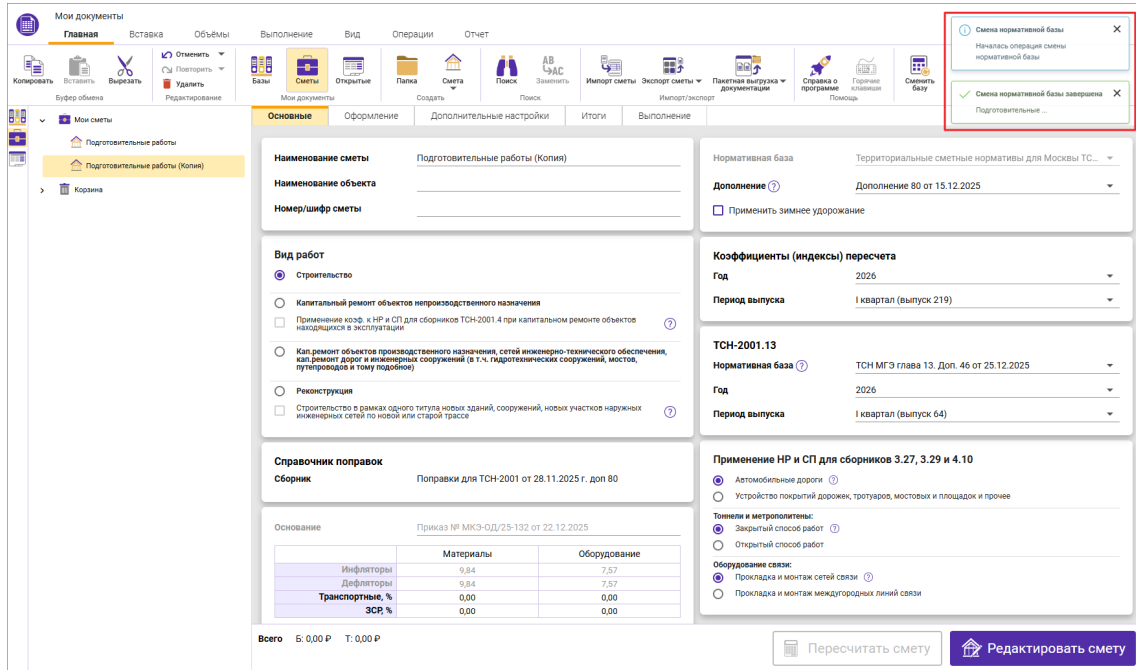 Мои документы
Главная
Вставка
Объёмы
Выполнение
Вид
Операции
Отчет
Копировать
Вставить
Вырезать
Отменить
Повторить
Удалить
Буфер обмена
Редактирование
Базы
Сметы
Открытые
Мои документы
Папка
Смета
Создать
Поиск
AB
AC
Заменить
Поиск
Импорт сметы
Экспорт сметы
Пакетная выгрузка
документации
Импорт/экспорт
Справка о
программе
Горячие
клавиши
Помощь
Сменить
базу
Смена нормативной базы
Началась операция смены
нормативной базы
Смена нормативной базы завершена
Подготовительные ...
Мои сметы
Подготовительные работы
Подготовительные работы (Копия)
Корзина
Основные
Оформление
Дополнительные настройки
Итоги
Выполнение
Наименование сметы Подготовительные работы (Копия)
Наименование объекта
Номер/шифр сметы
Вид работ
Строительство
Капитальный ремонт объектов непроизводственного назначения
Применение коэф. к НР и СП для сборников ТСН-2001.4 при капитальном ремонте объектов
находящихся в эксплуатации
Кап.ремонт объектов производственного назначения, сетей инженерно-технического обеспечения,
кап.ремонт дорог и инженерных сооружений (в т.ч. гидротехнических сооружений, мостов,
путепроводов и тому подобное)
Реконструкция
Строительство в рамках одного титула новых зданий, сооружений, новых участков наружных
инженерных сетей по новой или старой трассе
Справочник поправок
Сборник Поправки для ТСН-2001 от 28.11.2025 г. доп 80
Основание Приказ № МКЭ-ОД/25-132 от 22.12.2025
Материалы Оборудование
Инфляторы 9,84 7,57
Дефляторы 9,84 7,57
Транспортные, % 0,00 0,00
ЗСР, % 0,00 0,00
Нормативная база Территориальные сметные нормативы для Москвы ТС...
Дополнение Дополнение 80 от 15.12.2025
Применить зимнее удорожание
Коэффициенты (индексы) пересчета
Год 2026
Период выпуска I квартал (выпуск 219)
ТСН-2001.13
Нормативная база ТСН МГЭ глава 13. Доп. 46 от 25.12.2025
Год 2026
Период выпуска I квартал (выпуск 64)
Применение НР и СП для сборников 3.27, 3.29 и 4.10
Автомобильные дороги
Устройство покрытий дорожек, тротуаров, мостовых и площадок и прочее
Тоннели и метрополитены:
Закрытый способ работ
Открытый способ работ
Оборудование связи:
Прокладка и монтаж сетей связи
Прокладка и монтаж междугородных линий связи
Всего Б: 0,00 ₽ Т: 0,00 ₽
Пересчитать смету
Редактировать смету